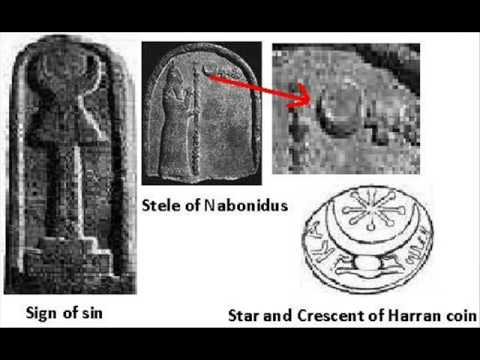 Stele of Nabonidus
Sign of sin
Star and Crescent of Harran coin